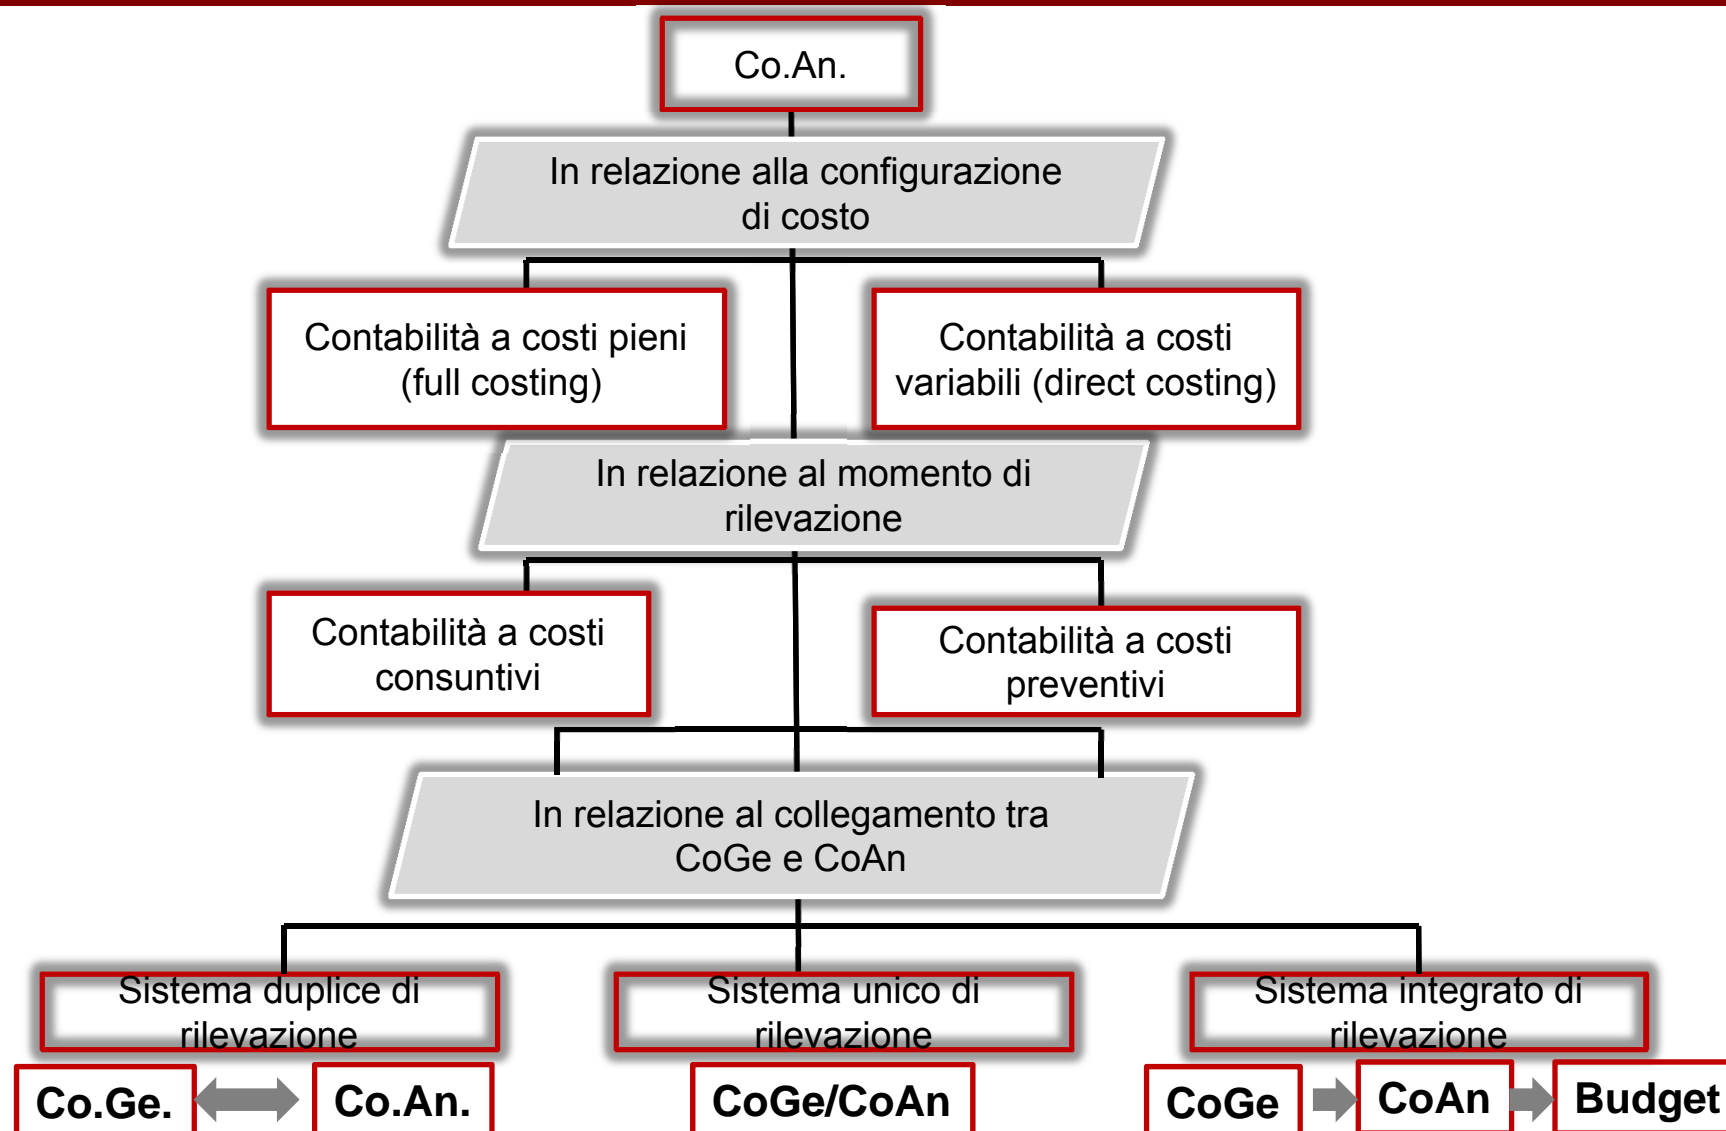 Co.An.
In relazione alla configurazione
di costo
Contabilità a costi pieni
(full costing)
Contabilità a costi
variabili (direct costing)
In relazione al momento di
rilevazione
Contabilità a costi
consuntivi
Contabilità a costi
preventivi
In relazione al collegamento tra
CoGe e CoAn
Sistema duplice di
rilevazione
Sistema unico di
rilevazione
Sistema integrato di
rilevazione
Co.Ge.
Co.An.
CoGe/CoAn
CoGe
CoAn
Budget